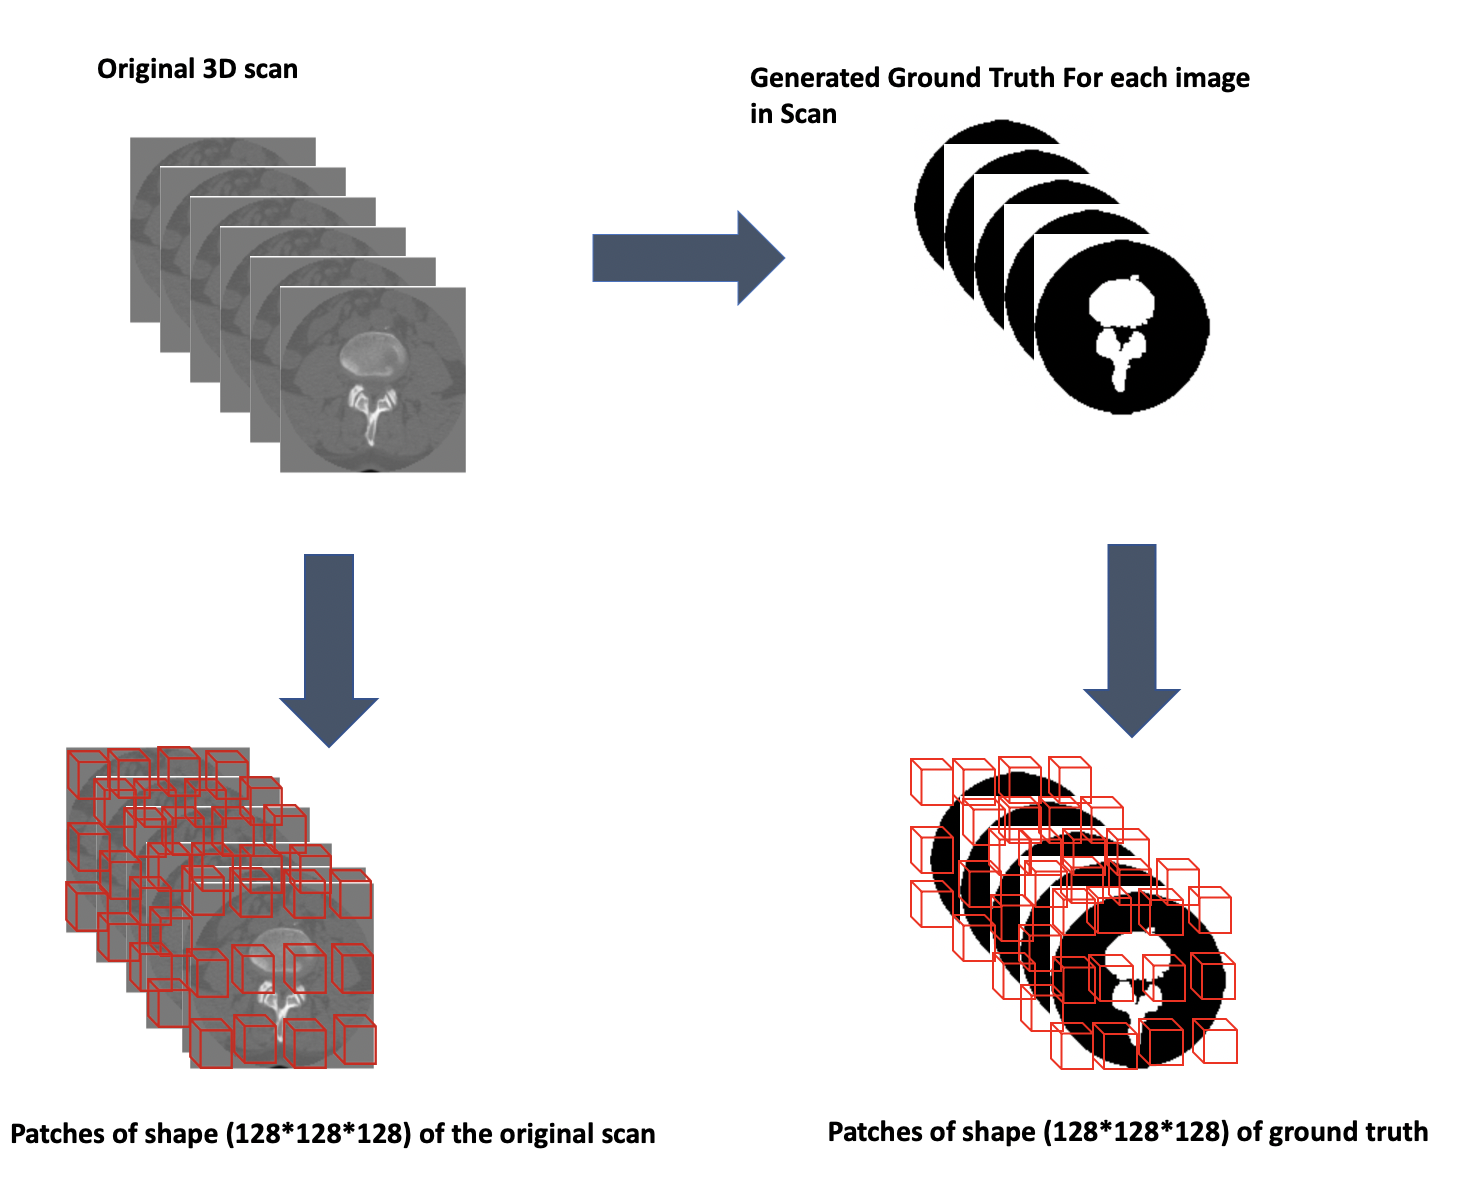 Original 3D scan
Generated Ground Truth For each image
in Scan
Patches of shape (128*128*128) of the original scan
Patches of shape (128*128*128) of ground truth